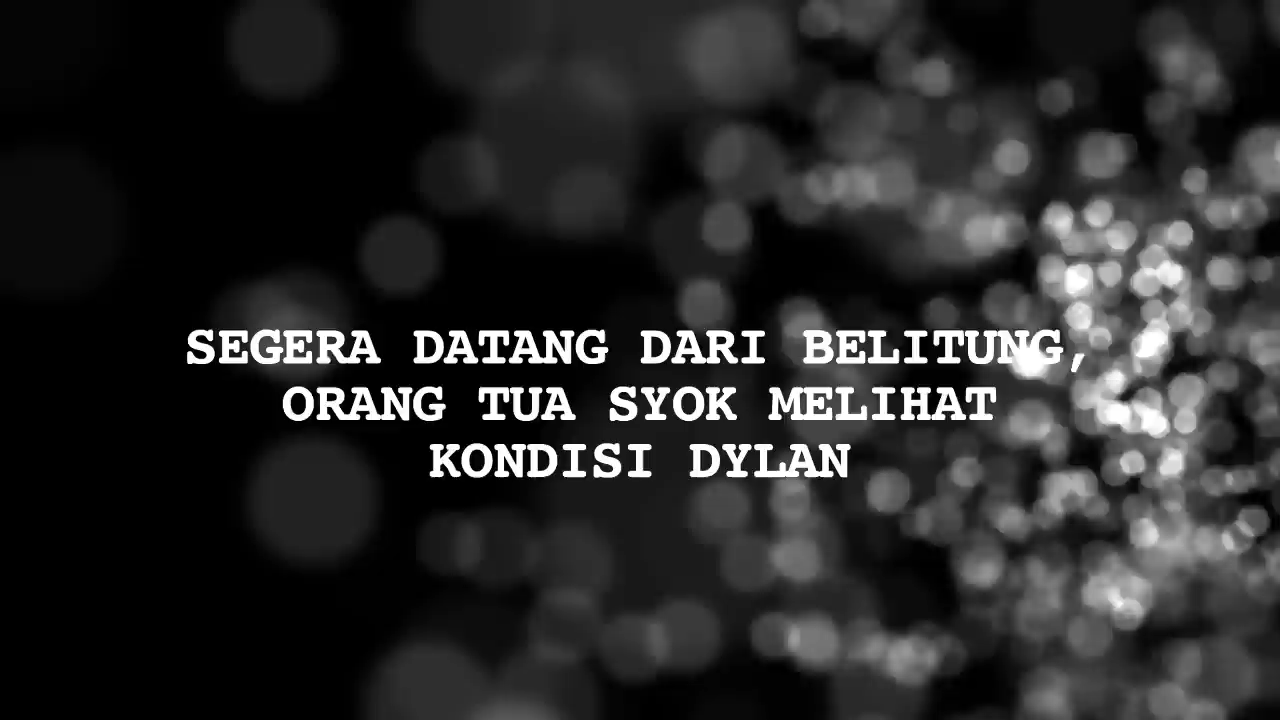 SEGERA DATANG DARI BELITUNG,
ORANG TUA SYOK MELIHAT
KONDISI DYLAN